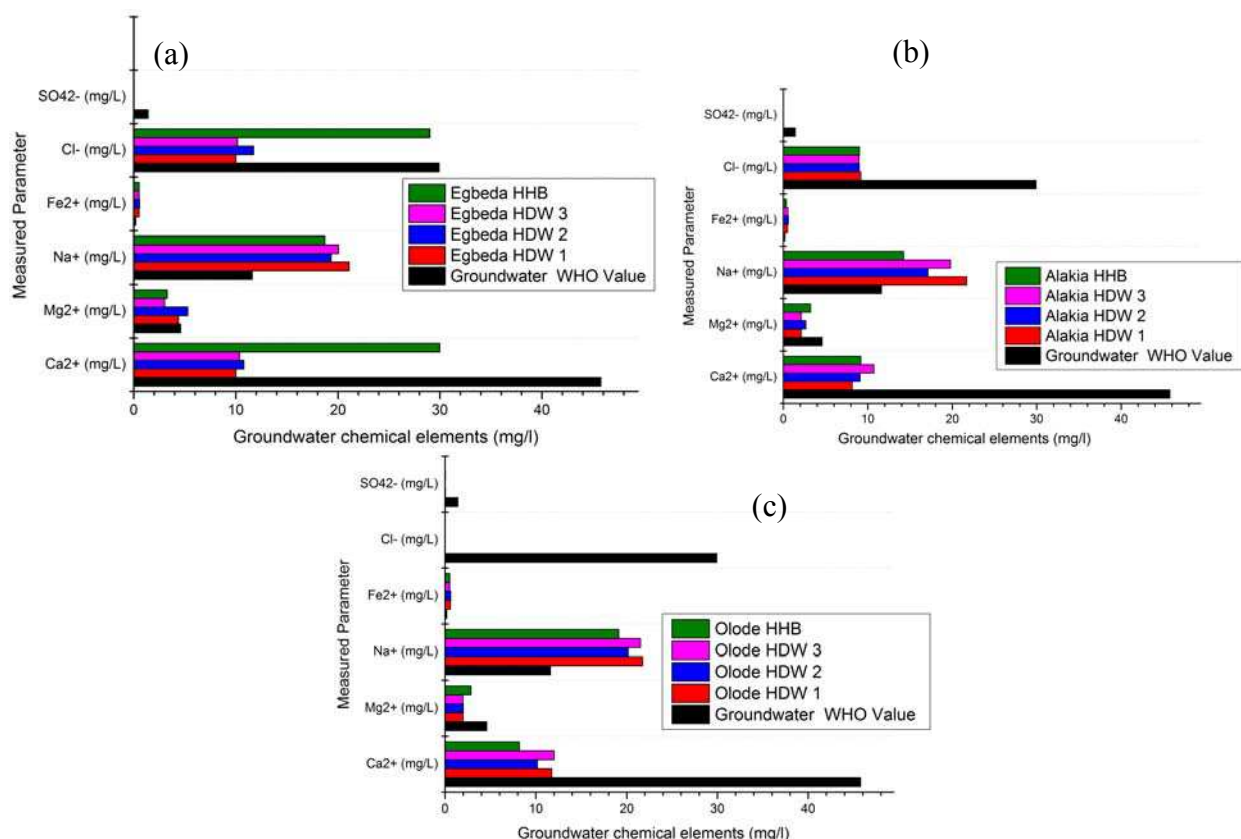 (a)
Measured Parameter
SO42- (mg/L)
Cl- (mg/L)
Fe2+ (mg/L)
Na+ (mg/L)
Mg2+ (mg/L)
Ca2+ (mg/L)
Egbeda HHB
Egbeda HDW 3
Egbeda HDW 2
Egbeda HDW 1
Groundwater WHO Value
0 10 20 30 40
Groundwater chemical elements (mg/l)
(b)
Measured Parameter
SO42- (mg/L)
Cl- (mg/L)
Fe2+ (mg/L)
Na+ (mg/L)
Mg2+ (mg/L)
Ca2+ (mg/L)
Alakia HHB
Alakia HDW 3
Alakia HDW 2
Alakia HDW 1
Groundwater WHO Value
0 10 20 30 40
Groundwater chemical elements (mg/l)
(c)
Measured Parameter
SO42- (mg/L)
Cl- (mg/L)
Fe2+ (mg/L)
Na+ (mg/L)
Mg2+ (mg/L)
Ca2+ (mg/L)
Olode HHB
Olode HDW 3
Olode HDW 2
Olode HDW 1
Groundwater WHO Value
0 10 20 30 40
Groundwater chemical elements (mg/l)